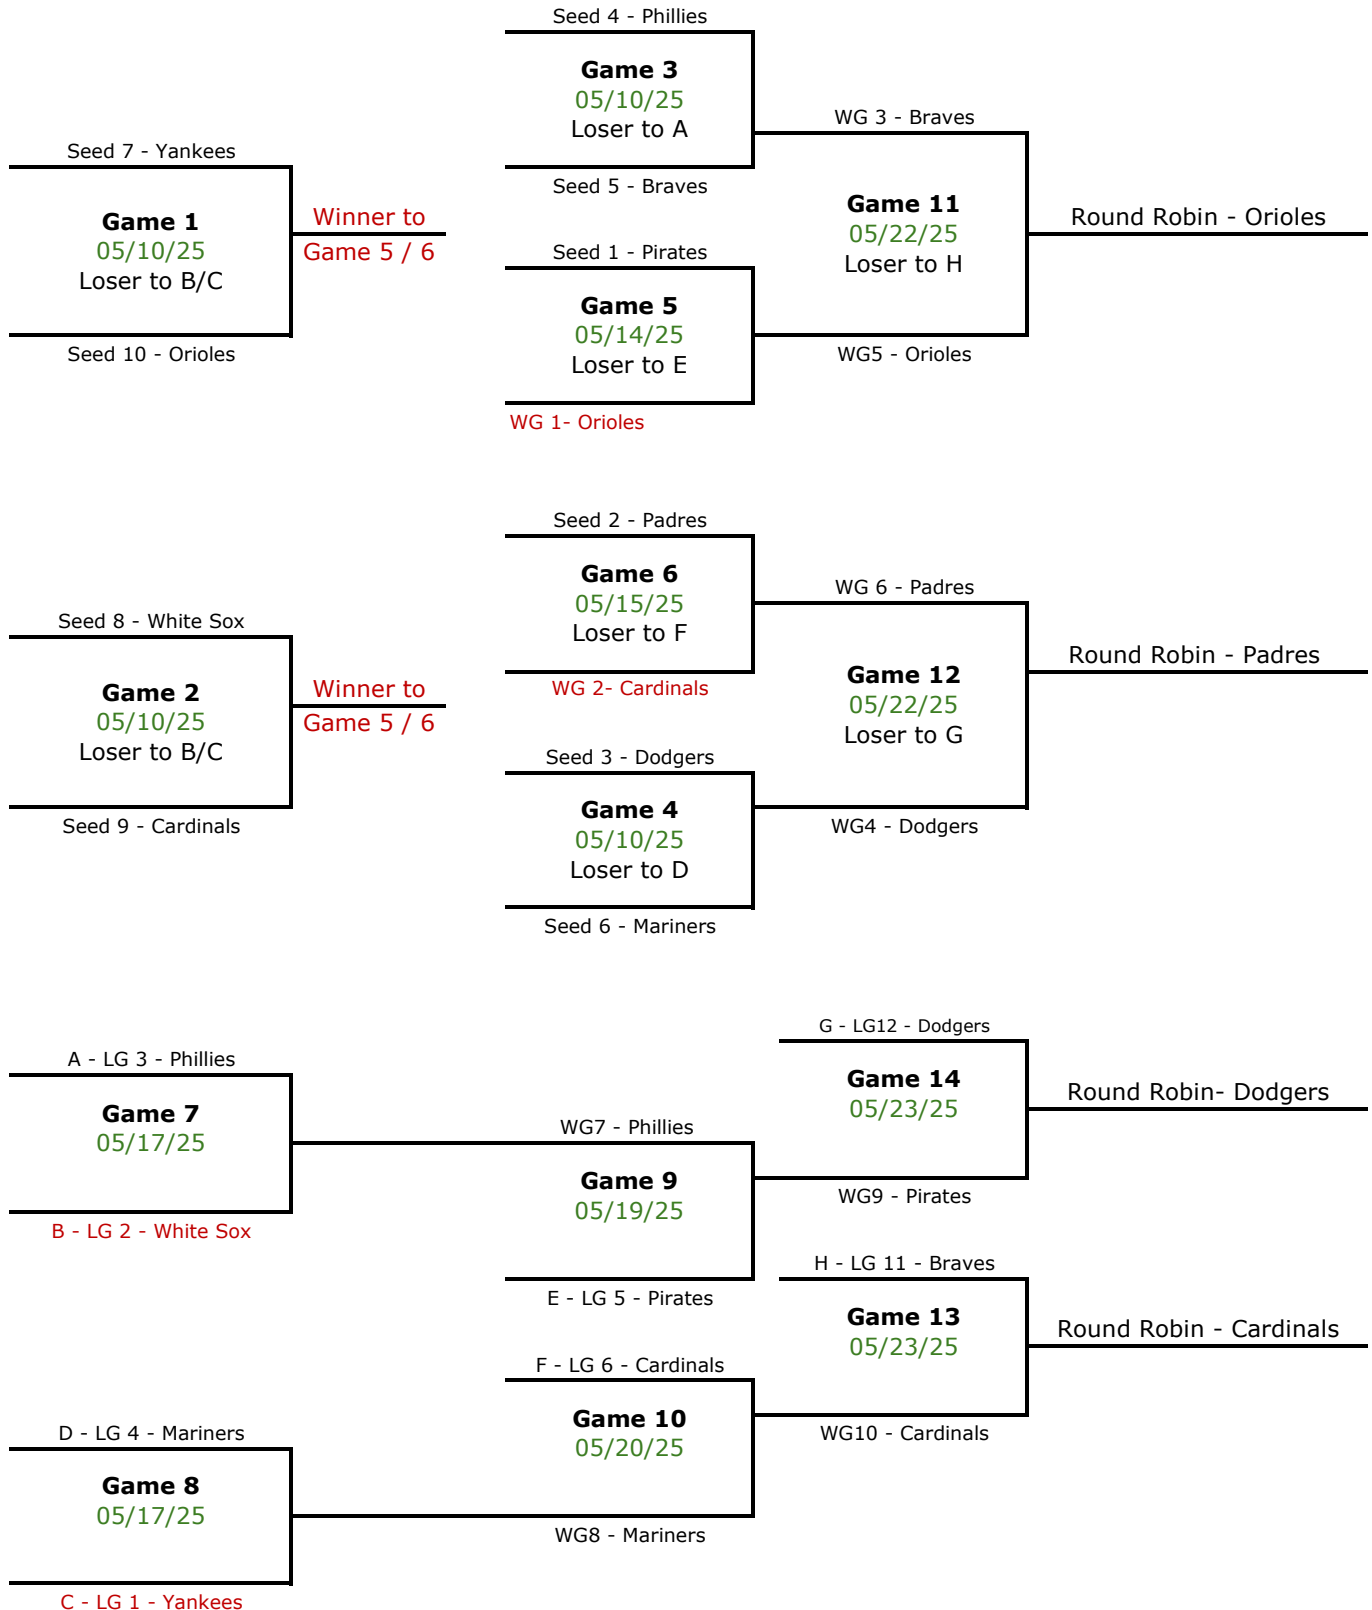 Seed 4 - Phillies
Game 3
05/10/25
Loser to A
Seed 5 - Braves
WG 3 - Braves
Seed 7 - Yankees
Game 1
05/10/25
Loser to B/C
Seed 10 - Orioles
Winner to
Game 5 / 6
Seed 1 - Pirates
Game 5
05/14/25
Loser to E
WG 1- Orioles
Game 11
05/22/25
Loser to H
WG5 - Orioles
Round Robin - Orioles
Seed 2 - Padres
Game 6
05/15/25
Loser to F
WG 2- Cardinals
WG 6 - Padres
Seed 8 - White Sox
Game 2
05/10/25
Loser to B/C
Seed 9 - Cardinals
Winner to
Game 5 / 6
Seed 3 - Dodgers
Game 4
05/10/25
Loser to D
Seed 6 - Mariners
Game 12
05/22/25
Loser to G
WG4 - Dodgers
Round Robin - Padres
G - LG12 - Dodgers
Game 14
05/23/25
WG9 - Pirates
Round Robin- Dodgers
A - LG 3 - Phillies
Game 7
05/17/25
B - LG 2 - White Sox
WG7 - Phillies
Game 9
05/19/25
E - LG 5 - Pirates
H - LG 11 - Braves
Game 13
05/23/25
WG10 - Cardinals
Round Robin - Cardinals
F - LG 6 - Cardinals
Game 10
05/20/25
WG8 - Mariners
D - LG 4 - Mariners
Game 8
05/17/25
C - LG 1 - Yankees